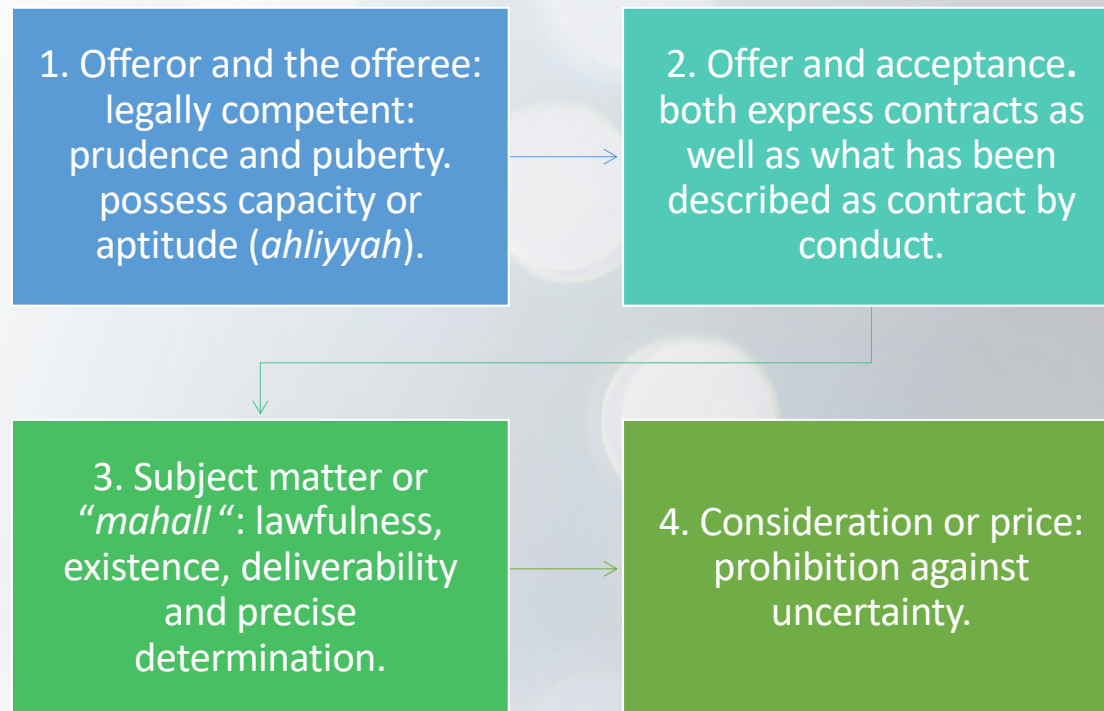 1. Offeror and the offeree:
legally competent:
prudence and puberty.
possess capacity or
aptitude (ahliyyah).
2. Offer and acceptance.
both express contracts as
well as what has been
described as contract by
conduct.
3. Subject matter or
“mahall “: lawfulness,
existence, deliverability
and precise
determination.
4. Consideration or price:
prohibition against
uncertainty.